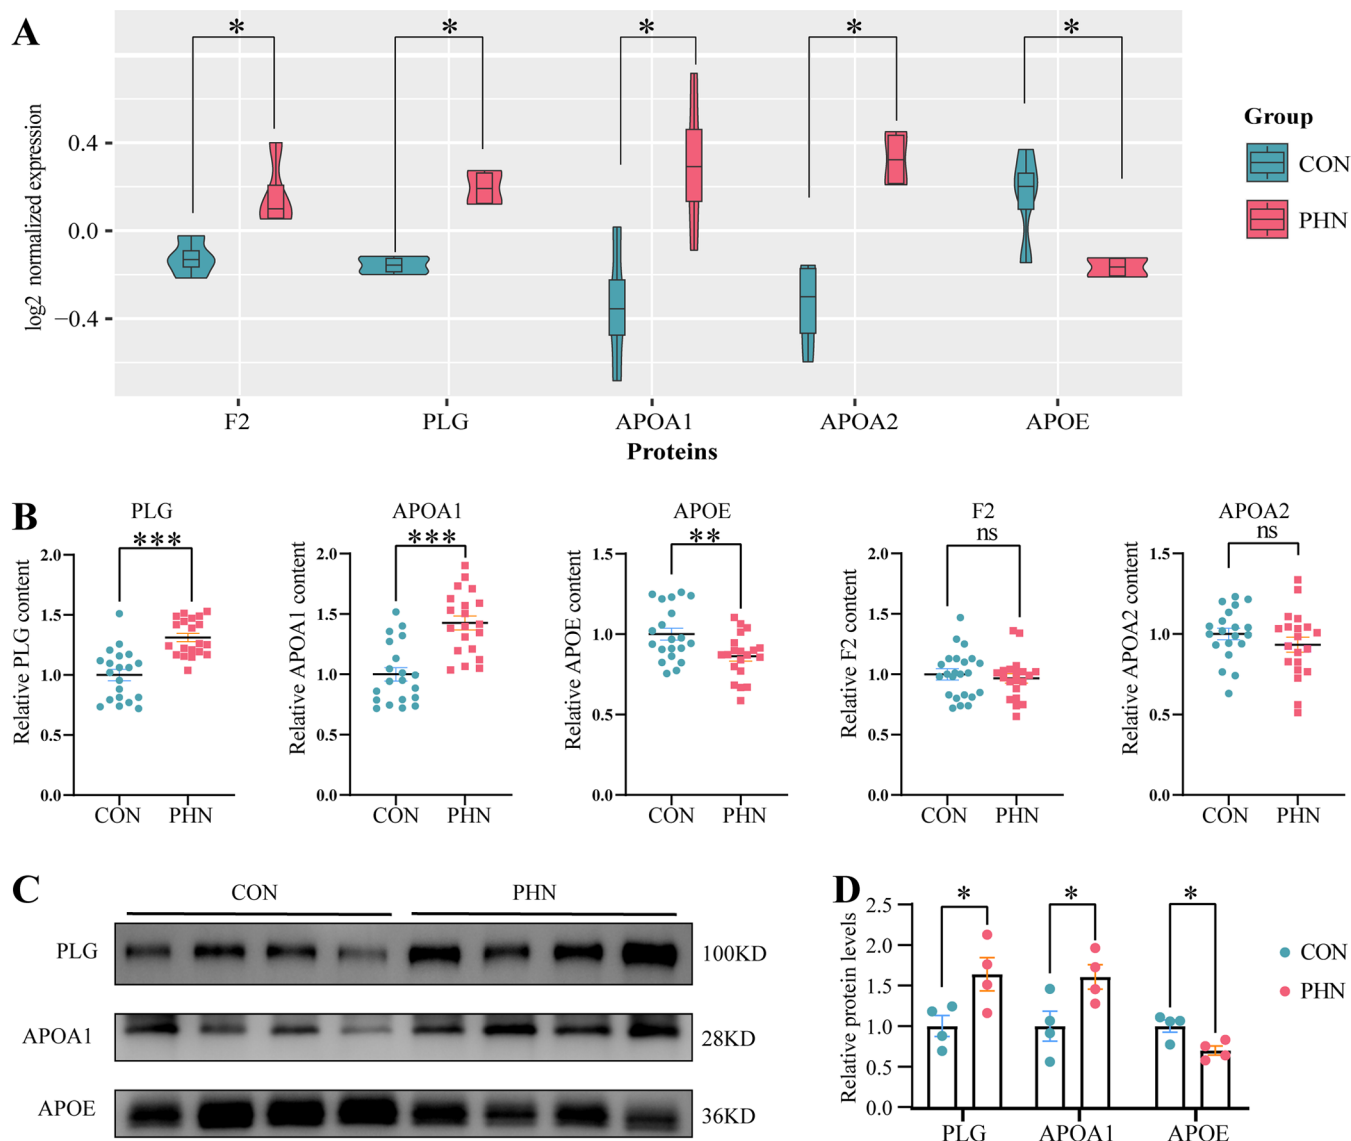 A
* * * * *
log2 normalized expression
0.4
0.0
−0.4
F2 PLG APOA1 APOA2 APOE
Proteins
Group
CON
PHN
B
PLG
***
Relative PLG content
2.0
1.5
1.0
0.5
0.0
CON PHN
APOA1
***
Relative APOA1 content
2.0
1.5
1.0
0.5
0.0
CON PHN
APOE
**
Relative APOE content
1.5
1.0
0.5
0.0
CON PHN
F2
ns
Relative F2 content
2.0
1.5
1.0
0.5
0.0
CON PHN
APOA2
ns
Relative APOA2 content
1.5
1.0
0.5
0.0
CON PHN
C
CON PHN
PLG 100KD
APOA1 28KD
APOE 36KD
D
* * *
Relative protein levels
2.5
2.0
1.5
1.0
0.5
0.0
PLG APOA1 APOE
CON
PHN